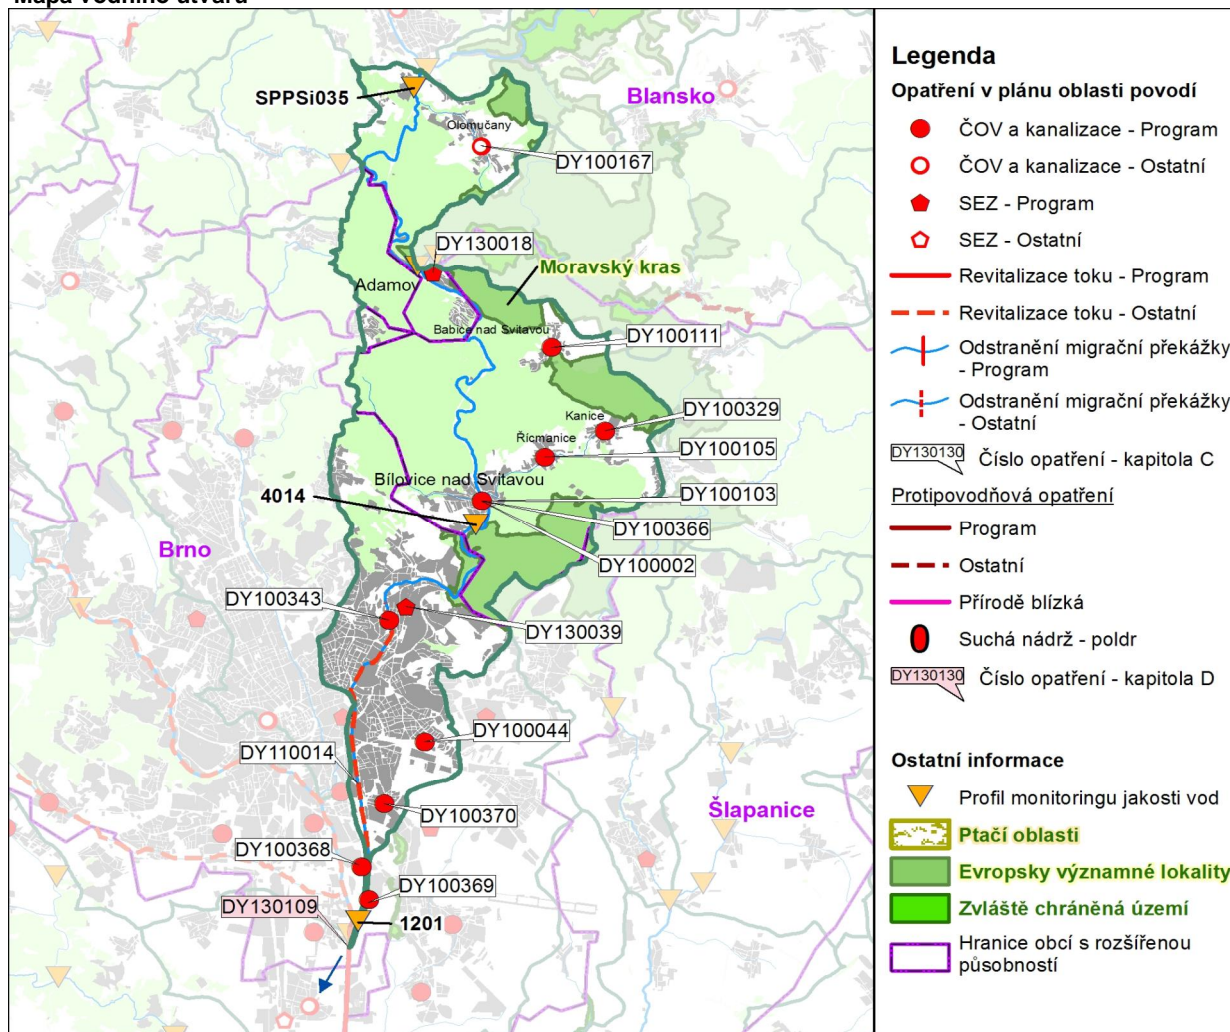 Mapa vodního útvaru
SPPSi035
Blansko
Olomučany
DY100167
DY130018
Moravský kras
Adamov
Babice nad Svitavou
DY100111
Kanice
DY100329
Řícmanice
DY100105
Bílovice nad Svitavou
4014
DY100103
DY100366
DY100002
Brno
DY100343
DY130039
DY100044
DY110014
DY100370
Šlapanice
DY100368
DY100369
DY130109
1201
Legenda
Opatření v plánu oblasti povodí
ČOV a kanalizace - Program
ČOV a kanalizace - Ostatní
SEZ - Program
SEZ - Ostatní
Revitalizace toku - Program
Revitalizace toku - Ostatní
Odstranění migrační překážky
- Program
Odstranění migrační překážky
- Ostatní
DY130130
Číslo opatření - kapitola C
Protipovodňová opatření
Program
Ostatní
Přírodě blízká
Suchá nádrž - poldr
DY130130
Číslo opatření - kapitola D
Ostatní informace
Profil monitoringu jakosti vod
Ptačí oblasti
Evropsky významné lokality
Zvláště chráněná území
Hranice obcí s rozšířenou
působností